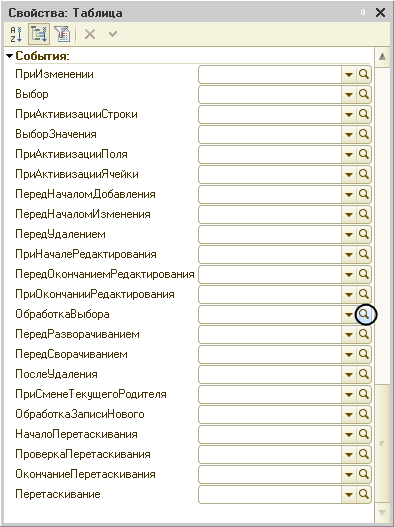 Свойства: Таблица
События:
ПриИзменении
Выбор
ПриАктивизацииСтроки
ВыборЗначения
ПриАктивизацииПоля
ПриАктивизацииЯчейки
ПередНачаломДобавления
ПередНачаломИзменения
ПередУдалением
ПриНачалеРедактирования
ПередОкончаниемРедактирования
ПриОкончанииРедактирования
ОбработкаВыбора
ПередРазворачиванием
ПередСворачиванием
ПослеУдаления
ПриСменеТекущегоРодителя
ОбработкаЗаписиНового
НачалоПеретаскивания
ПроверкаПеретаскивания
ОкончаниеПеретаскивания
Перетаскивание